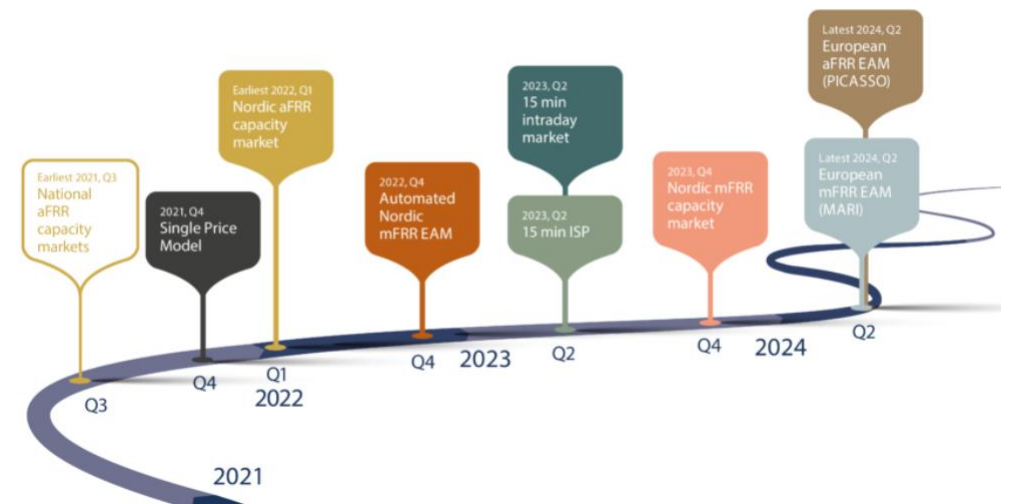 Earliest 2021, Q3
National
aFRR
capacity
markets
2021, Q4
Single Price
Model
Earliest 2022, Q1
Nordic aFRR
capacity
market
2022, Q4
Automated
Nordic
mFRR EAM
2023, Q2
15 min
intraday
market
2023, Q2
15 min ISP
2023, Q4
Nordic mFRR
capacity
market
Latest 2024, Q2
European
aFRR EAM
(PICASSO)
Latest 2024, Q2
European
mFRR EAM
(MARI)
2021
Q3
Q4
Q1
2022
Q4
2023
Q2
Q4
2024
Q2